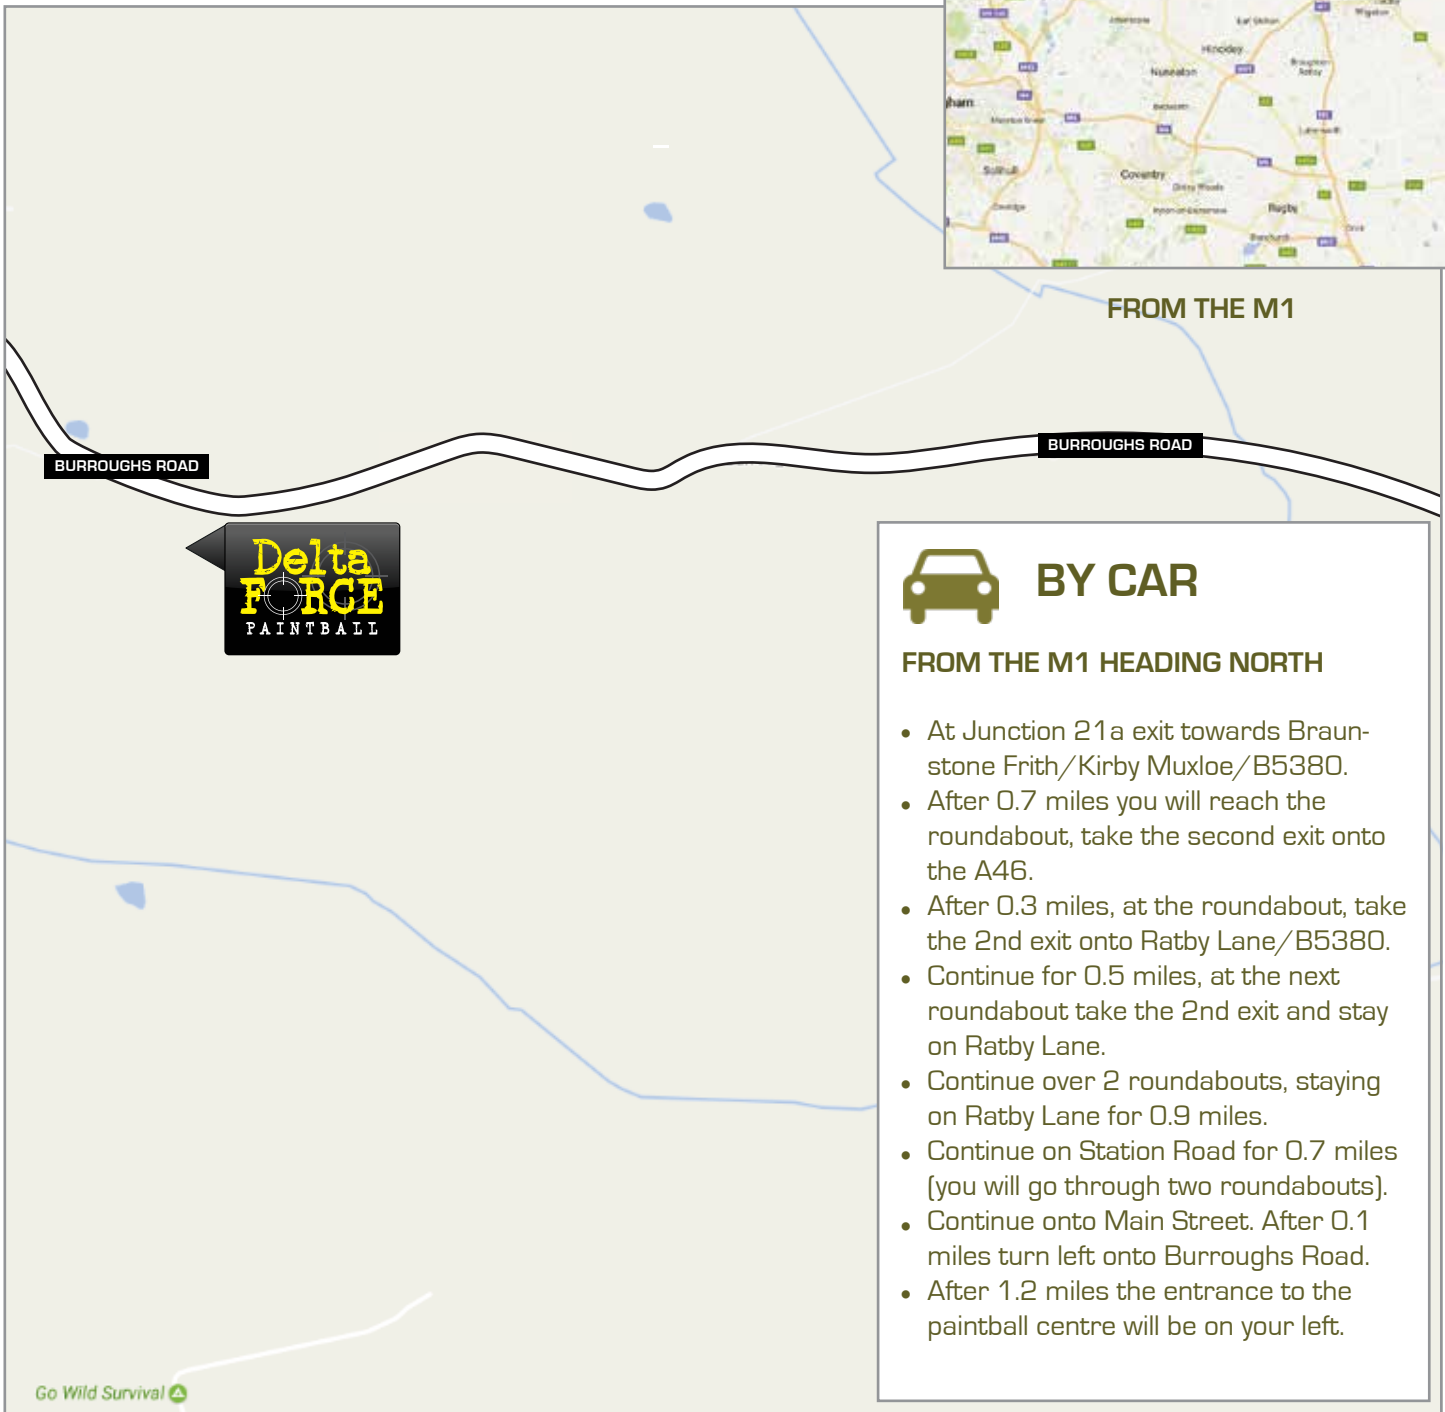 Hinckley
Nuneaton
Solihull
Coventry
Rugby
FROM THE M1
BURROUGHS ROAD
BURROUGHS ROAD
Delta
FORCE
PAINTBALL
BY CAR
FROM THE M1 HEADING NORTH
• At Junction 21a exit towards Braun-
stone Frith/Kirby Muxloe/B5380.
• After 0.7 miles you will reach the
roundabout, take the second exit onto
the A46.
• After 0.3 miles, at the roundabout, take
the 2nd exit onto Ratby Lane/B5380.
• Continue for 0.5 miles, at the next
roundabout take the 2nd exit and stay
on Ratby Lane.
• Continue over 2 roundabouts, staying
on Ratby Lane for 0.9 miles.
• Continue on Station Road for 0.7 miles
(you will go through two roundabouts).
• Continue onto Main Street. After 0.1
miles turn left onto Burroughs Road.
• After 1.2 miles the entrance to the
paintball centre will be on your left.
Go Wild Survival